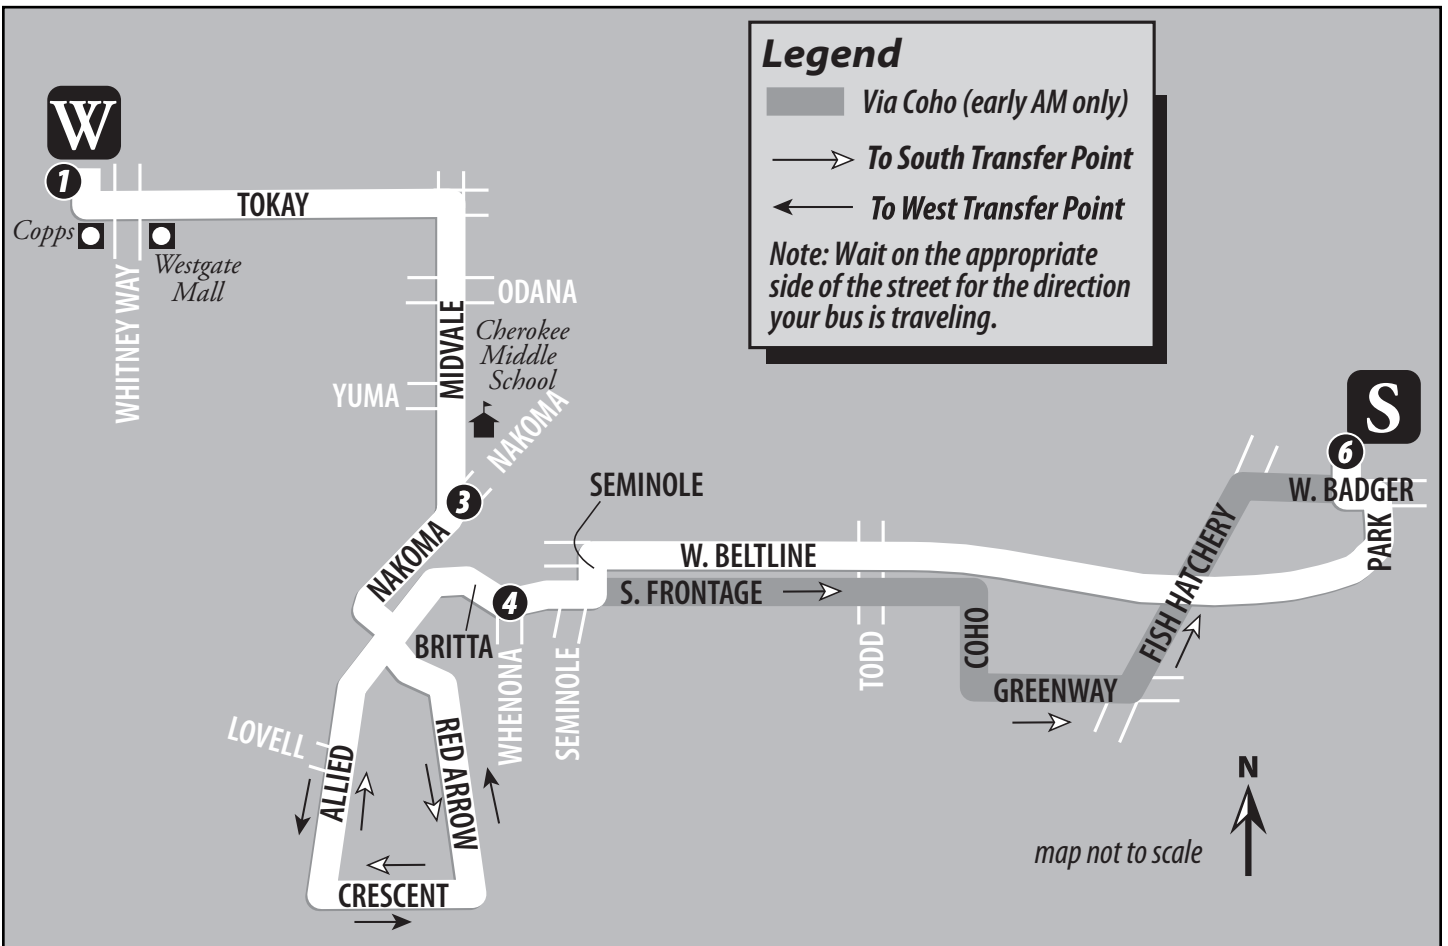 Legend
Via Coho (early AM only)
To South Transfer Point
To West Transfer Point
Note: Wait on the appropriate
side of the street for the direction
your bus is traveling.
W
1
TOKAY
Copps
Westgate
Mall
WHITNEY WAY
ODANA
MIDVALE
Cherokee
Middle
School
YUMA
NAKOMA
3
NAKOMA
SEMINOLE
S
6
W. BADGER
PARK
W. BELTLINE
S. FRONTAGE
FISH HATCHERY
4
BRITTA
WHENONA
SEMINOLE
TODD
COHO
GREENWAY
LOVELL
ALLIED
RED ARROW
CRESCENT
N
map not to scale